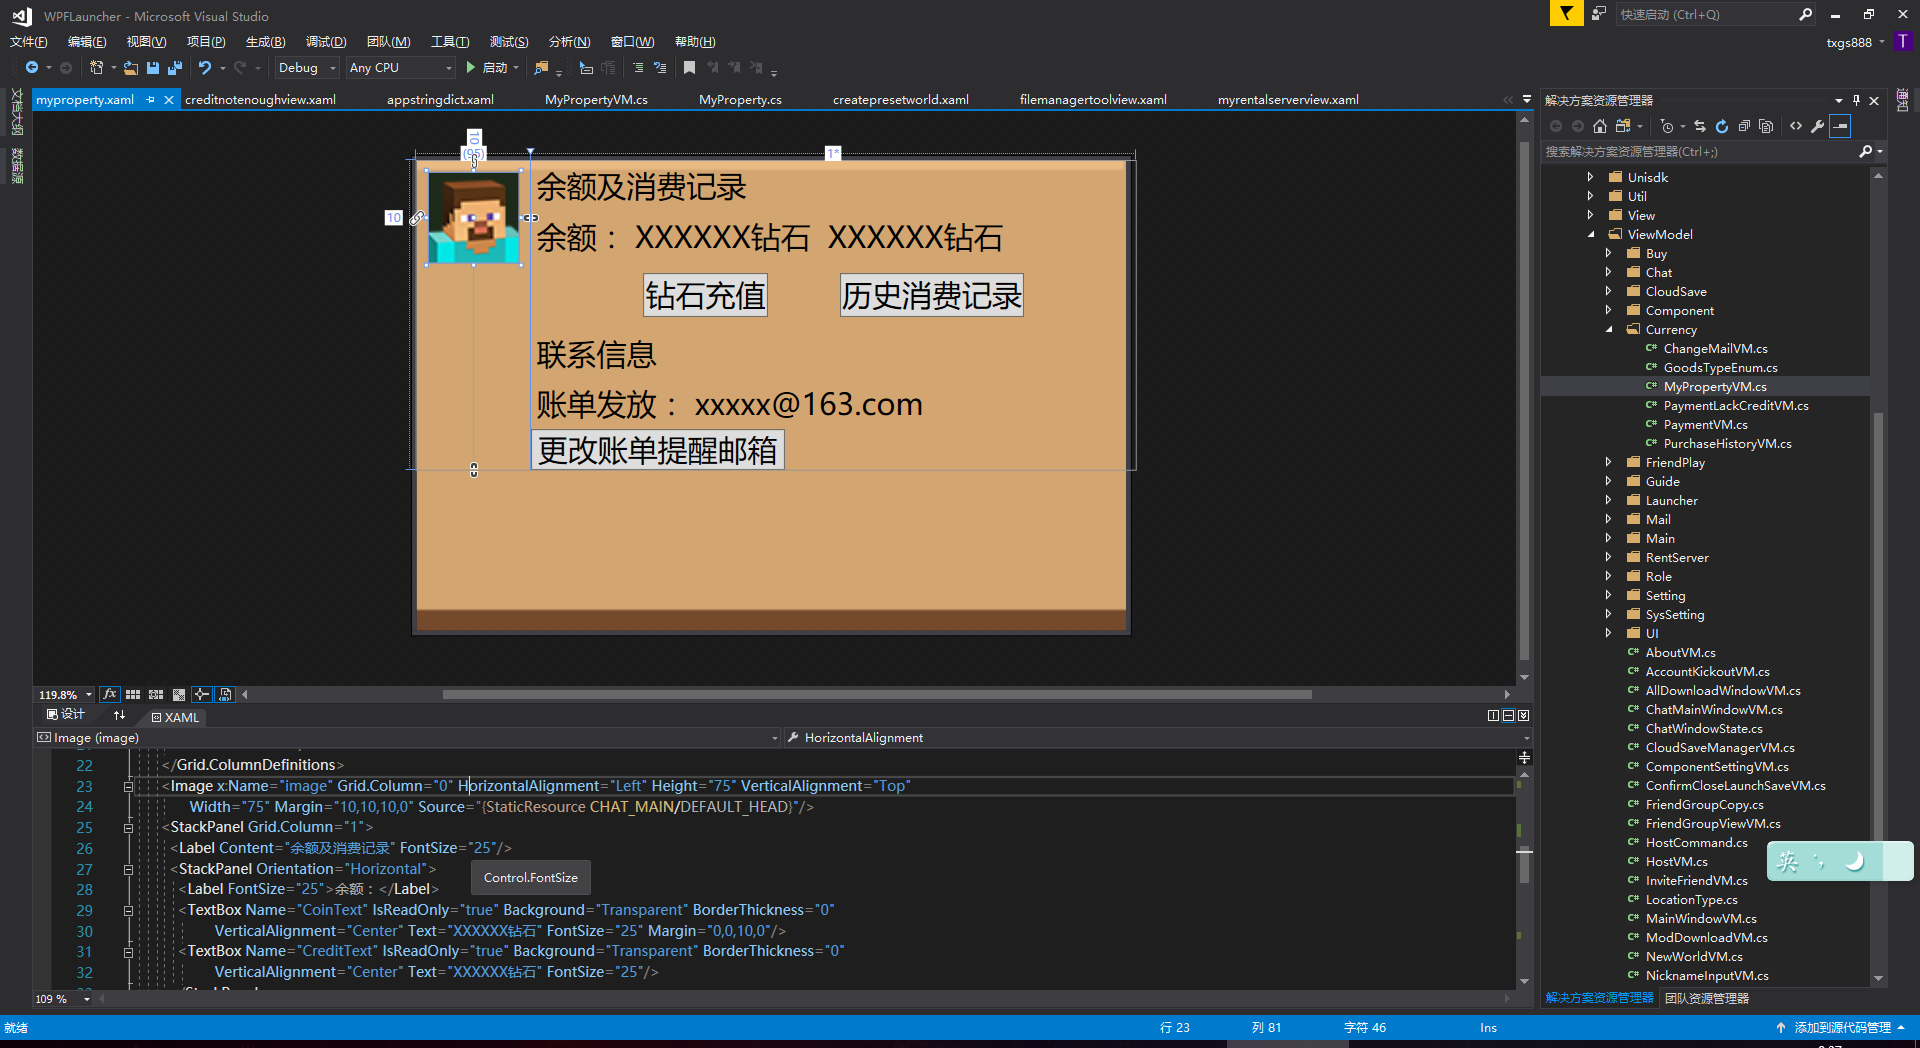 WPFLauncher - Microsoft Visual Studio
快速启动 (Ctrl+Q)
文件(F) 编辑(E) 视图(V) 项目(P) 生成(B) 调试(D) 团队(M) 工具(T) 测试(S) 分析(N) 窗口(W) 帮助(H)
txgs888
T
Debug Any CPU 启动
文档大纲
数据源
myproperty.xaml creditnotenoughview.xaml appstringdict.xaml MyPropertyVM.cs MyProperty.cs createpresetworld.xaml filemanagertoolview.xaml myrentalserverview.xaml
10
(95)
1*
10
余额及消费记录
余额： XXXXXX钻石 XXXXXX钻石
钻石充值 历史消费记录
联系信息
账单发放： xxxxx@163.com
更改账单提醒邮箱
119.8%
fx
设计
XAML
Image (image)
HorizontalAlignment
22 </Grid.ColumnDefinitions>
23 <Image x:Name="image" Grid.Column="0" HorizontalAlignment="Left" Height="75" VerticalAlignment="Top"
24 Width="75" Margin="10,10,10,0" Source="{StaticResource CHAT_MAIN/DEFAULT_HEAD}"/>
25 <StackPanel Grid.Column="1">
26 <Label Content="余额及消费记录" FontSize="25"/>
27 <StackPanel Orientation="Horizontal">
28 <Label FontSize="25">余额：</Label>
29 <TextBox Name="CoinText" IsReadOnly="true" Background="Transparent" BorderThickness="0"
30 VerticalAlignment="Center" Text="XXXXXX钻石" FontSize="25" Margin="0,0,10,0"/>
31 <TextBox Name="CreditText" IsReadOnly="true" Background="Transparent" BorderThickness="0"
32 VerticalAlignment="Center" Text="XXXXXX钻石" FontSize="25"/>
Control.FontSize
109 %
就绪
行 23
列 81
字符 46
Ins
添加到源代码管理
解决方案资源管理器
通知
搜索解决方案资源管理器(Ctrl+;)
Unisdk
Util
View
ViewModel
Buy
Chat
CloudSave
Component
Currency
C# ChangeMailVM.cs
C# GoodsTypeEnum.cs
C# MyPropertyVM.cs
C# PaymentLackCreditVM.cs
C# PaymentVM.cs
C# PurchaseHistoryVM.cs
FriendPlay
Guide
Launcher
Mail
Main
RentServer
Role
Setting
SysSetting
UI
C# AboutVM.cs
C# AccountKickoutVM.cs
C# AllDownloadWindowVM.cs
C# ChatMainWindowVM.cs
C# ChatWindowState.cs
C# CloudSaveManagerVM.cs
C# ComponentSettingVM.cs
C# ConfirmCloseLaunchSaveVM.cs
C# FriendGroupCopy.cs
C# FriendGroupViewVM.cs
C# HostCommand.cs
C# HostVM.cs
C# InviteFriendVM.cs
C# LocationType.cs
C# MainWindowVM.cs
C# ModDownloadVM.cs
C# NewWorldVM.cs
C# NicknameInputVM.cs
英
解决方案资源管理器 团队资源管理器